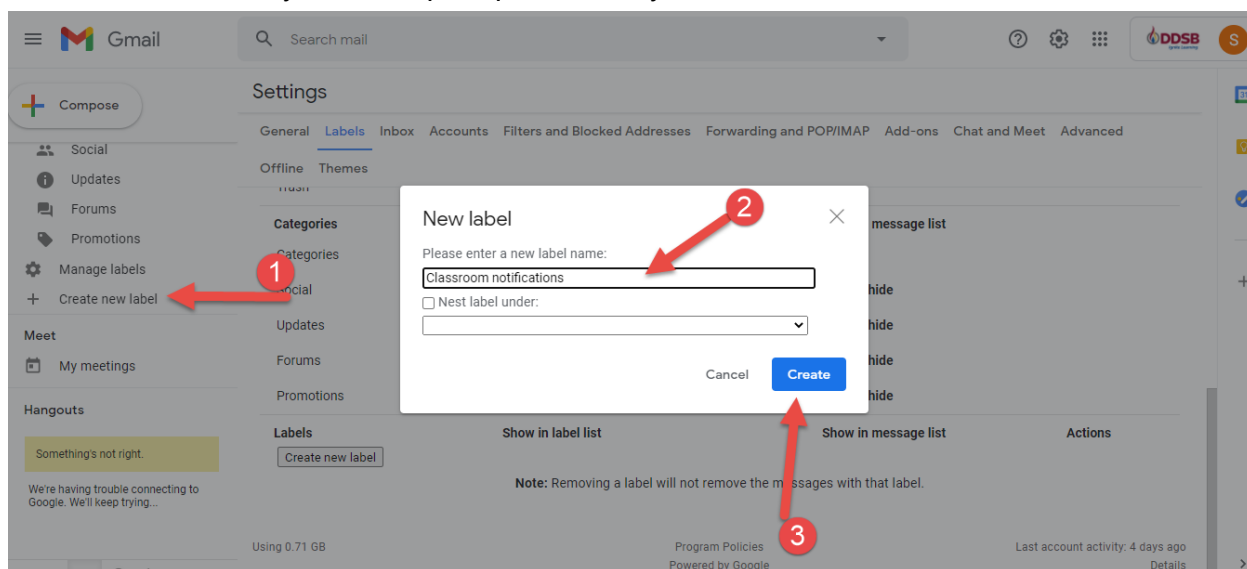 Gmail
Search mail
DDSB
S
Compose
Settings
General Labels Inbox Accounts Filters and Blocked Addresses Forwarding and POP/IMAP Add-ons Chat and Meet Advanced
Offline Themes
Social
Updates
Forums
Promotions
Manage labels
1
Create new label
Meet
My meetings
Hangouts
Something's not right.
We're having trouble connecting to
Google. We'll keep trying...
Trash
Categories
message list
Categories
Social
hide
Updates
hide
Forums
hide
Promotions
hide
New label
2
Please enter a new label name:
Classroom notifications
Nest label under:
Cancel
Create
Labels Show in label list Show in message list Actions
Create new label
Note: Removing a label will not remove the messages with that label.
3
Using 0.71 GB
Program Policies
Powered by Google
Last account activity: 4 days ago
Details